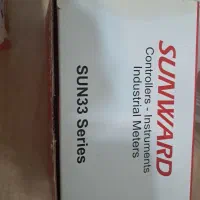 SUNWARD
Controllers - Instruments
Industrial Meters
SUN33 Series